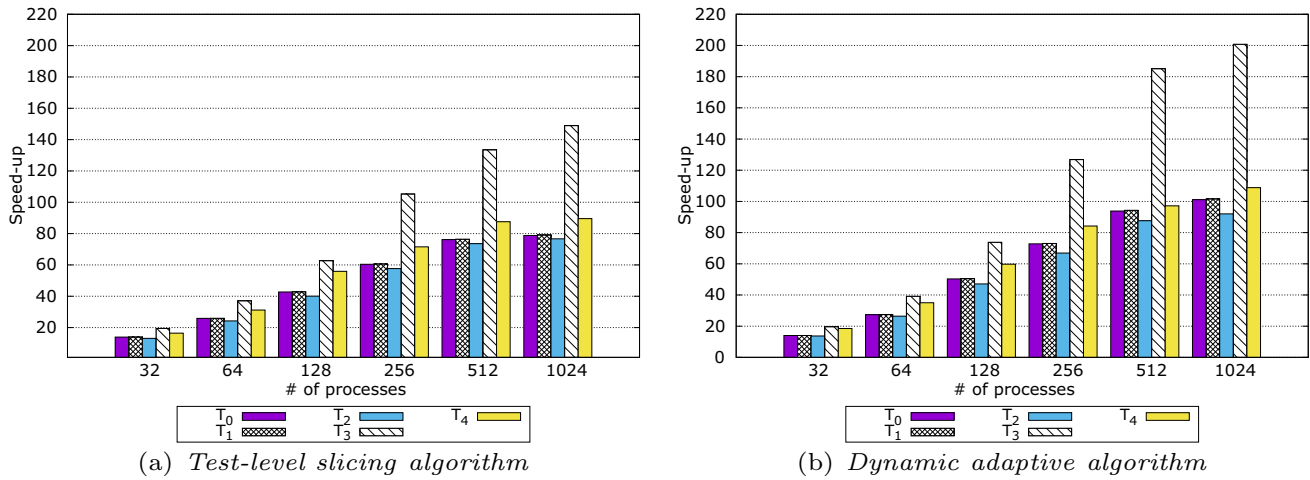 220
200
180
160
140
120
100
80
60
40
20
Speed-up
32 64 128 256 512 1024
# of processes
T0 T2 T4
T1 T3
(a) Test-level slicing algorithm
220
200
180
160
140
120
100
80
60
40
20
0
Speed-up
32 64 128 256 512 1024
# of processes
T0 T2 T4
T1 T3
(b) Dynamic adaptive algorithm